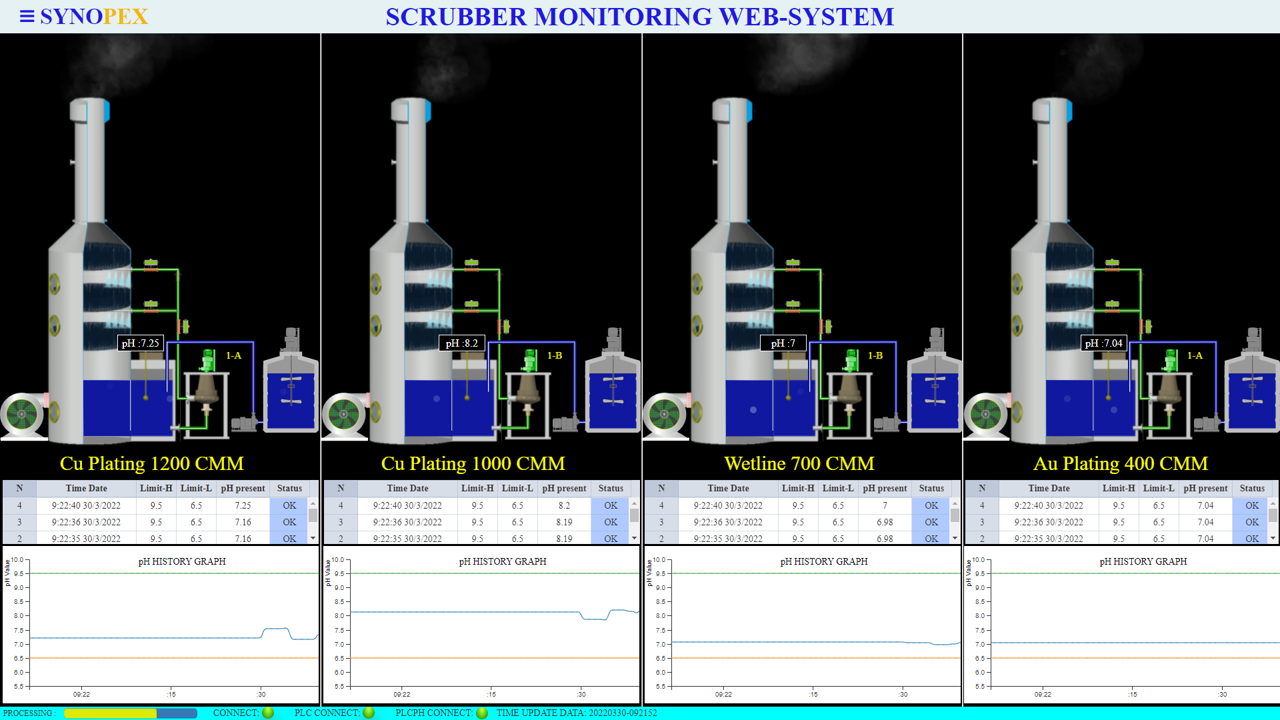 SYNOPEX
SCRUBBER MONITORING WEB-SYSTEM
pH :7.25
1-A
Cu Plating 1200 CMM
N Time Date Limit-H Limit-L pH present Status
4 9:22:40 30/3/2022 9.5 6.5 7.25 OK
3 9:22:36 30/3/2022 9.5 6.5 7.16 OK
2 9:22:35 30/3/2022 9.5 6.5 7.16 OK
pH HISTORY GRAPH
pH Value
10.0
9.5
9.0
8.5
8.0
7.5
7.0
6.5
6.0
5.5
09:22 :15 :30
pH :8.2
1-B
Cu Plating 1000 CMM
N Time Date Limit-H Limit-L pH present Status
4 9:22:40 30/3/2022 9.5 6.5 8.2 OK
3 9:22:36 30/3/2022 9.5 6.5 8.19 OK
2 9:22:35 30/3/2022 9.5 6.5 8.19 OK
pH HISTORY GRAPH
pH Value
10.0
9.5
9.0
8.5
8.0
7.5
7.0
6.5
6.0
5.5
09:22 :15 :30
pH :7
1-B
Wetline 700 CMM
N Time Date Limit-H Limit-L pH present Status
4 9:22:40 30/3/2022 9.5 6.5 7 OK
3 9:22:36 30/3/2022 9.5 6.5 6.98 OK
2 9:22:35 30/3/2022 9.5 6.5 6.98 OK
pH HISTORY GRAPH
pH Value
10.0
9.5
9.0
8.5
8.0
7.5
7.0
6.5
6.0
5.5
09:22 :15 :30
pH :7.04
1-A
Au Plating 400 CMM
N Time Date Limit-H Limit-L pH present Status
4 9:22:40 30/3/2022 9.5 6.5 7.04 OK
3 9:22:36 30/3/2022 9.5 6.5 7.04 OK
2 9:22:35 30/3/2022 9.5 6.5 7.04 OK
pH HISTORY GRAPH
pH Value
10.0
9.5
9.0
8.5
8.0
7.5
7.0
6.5
6.0
5.5
09:22 :15 :30
PROCESSING : CONNECT: PLC CONNECT: PLCPH CONNECT: TIME UPDATE DATA: 20220330-092152